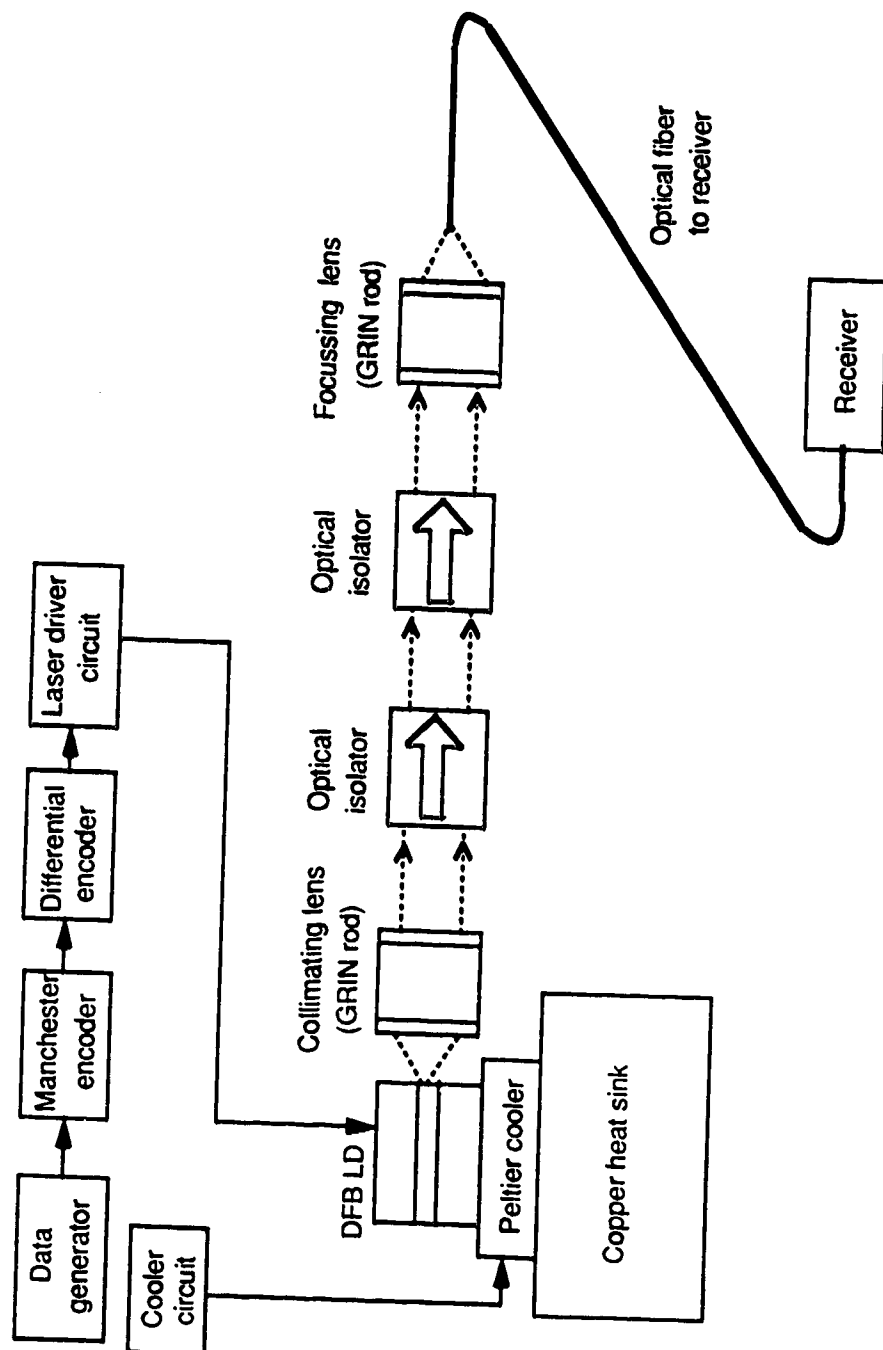 Data
generator
Manchester
encoder
Differential
encoder
Laser driver
circuit
Cooler
circuit
DFB LD
Peltier cooler
Copper heat sink
Collimating lens
(GRIN rod)
Optical
isolator
Optical
isolator
Focussing lens
(GRIN rod)
Optical fiber
to receiver
Receiver